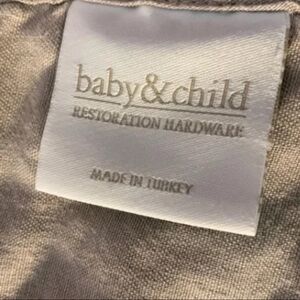 baby&child
RESTORATION HARDWARE
MADE IN TURKEY